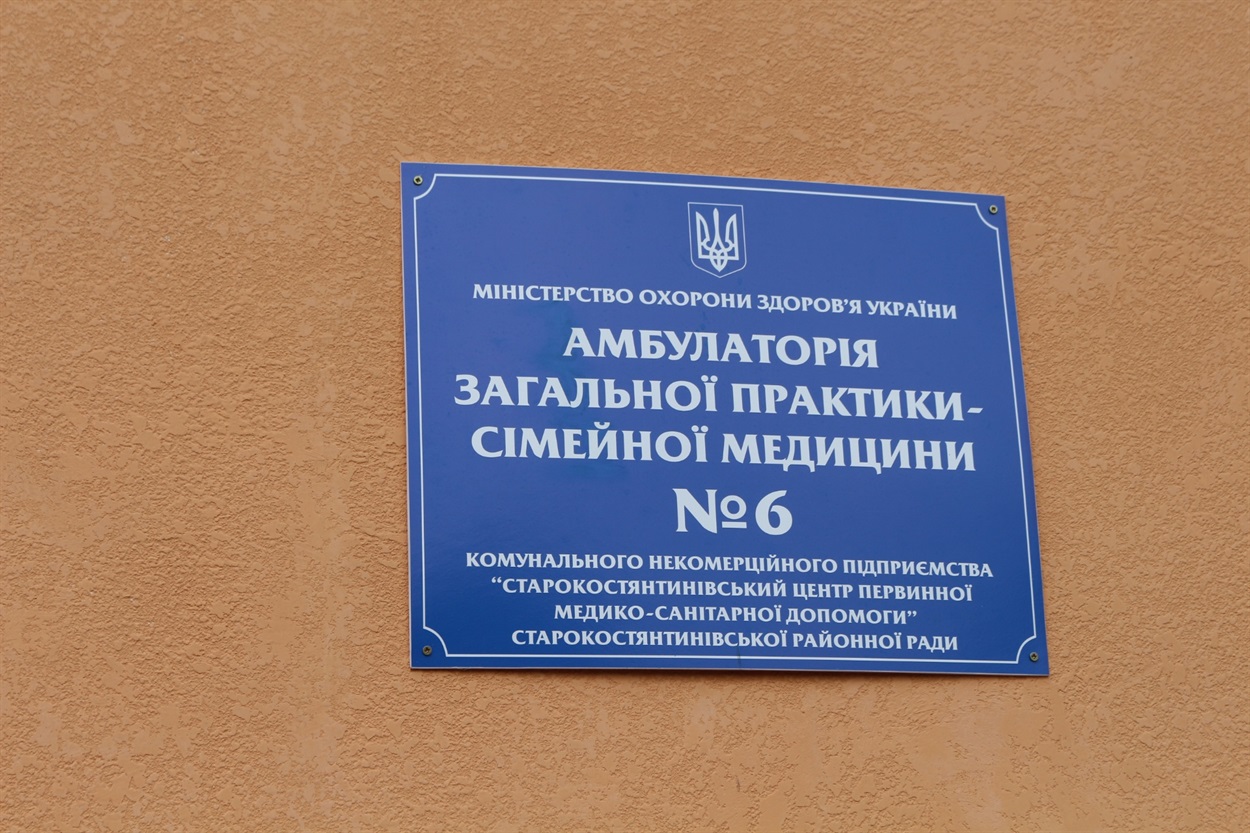 МІНІСТЕРСТВО ОХОРОНИ ЗДОРОВ'Я УКРАЇНИ
АМБУЛАТОРІЯ
ЗАГАЛЬНОЇ ПРАКТИКИ-
СІМЕЙНОЇ МЕДИЦИНИ
№6
КОМУНАЛЬНОГО НЕКОМЕРЦІЙНОГО ПІДПРИЄМСТВА
“СТАРОКОСТЯНТИНІВСЬКИЙ ЦЕНТР ПЕРВИННОЇ
МЕДИКО-САНІТАРНОЇ ДОПОМОГИ”
СТАРОКОСТЯНТИНІВСЬКОЇ РАЙОННОЇ РАДИ